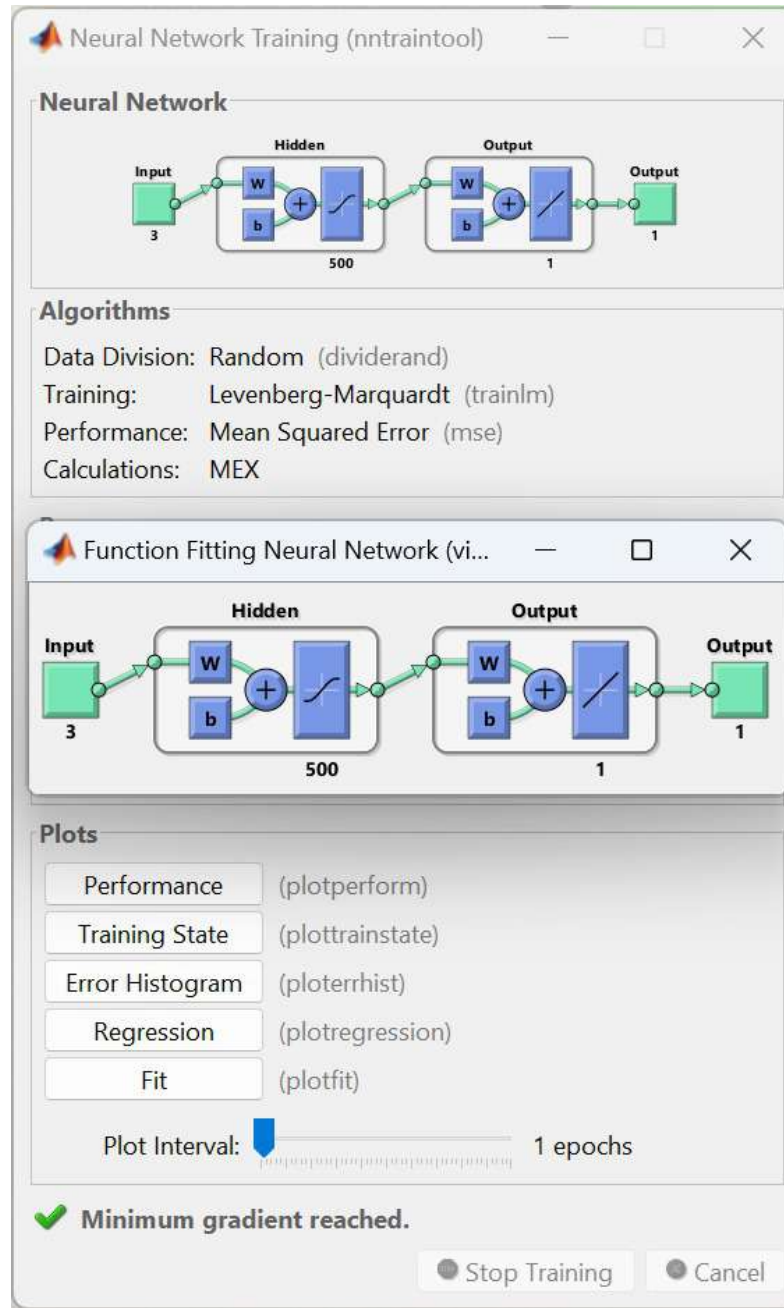 Neural Network Training (nntraintool)
Neural Network
Hidden
Output
Input
W
b
+
W
b
+
Output
3
500
1
1
Algorithms
Data Division: Random (dividerand)
Training: Levenberg-Marquardt (trainlm)
Performance: Mean Squared Error (mse)
Calculations: MEX
Function Fitting Neural Network (vi...
Hidden
Output
Input
W
b
+
W
b
+
Output
3
500
1
1
Plots
Performance (plotperform)
Training State (plottrainstate)
Error Histogram (ploterrhist)
Regression (plotregression)
Fit (plotfit)
Plot Interval: 1 epochs
Minimum gradient reached.
Stop Training Cancel